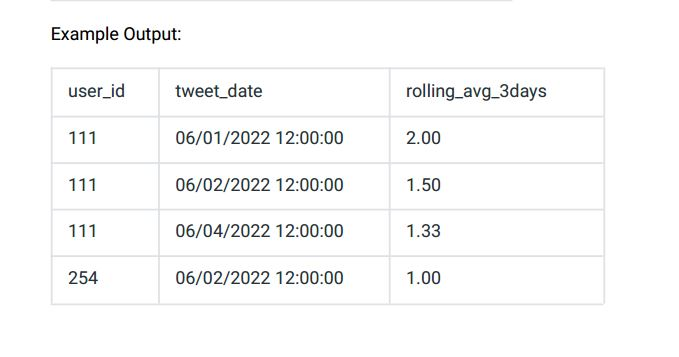 Example Output:
user_id tweet_date rolling_avg_3days
111 06/01/2022 12:00:00 2.00
111 06/02/2022 12:00:00 1.50
111 06/04/2022 12:00:00 1.33
254 06/02/2022 12:00:00 1.00